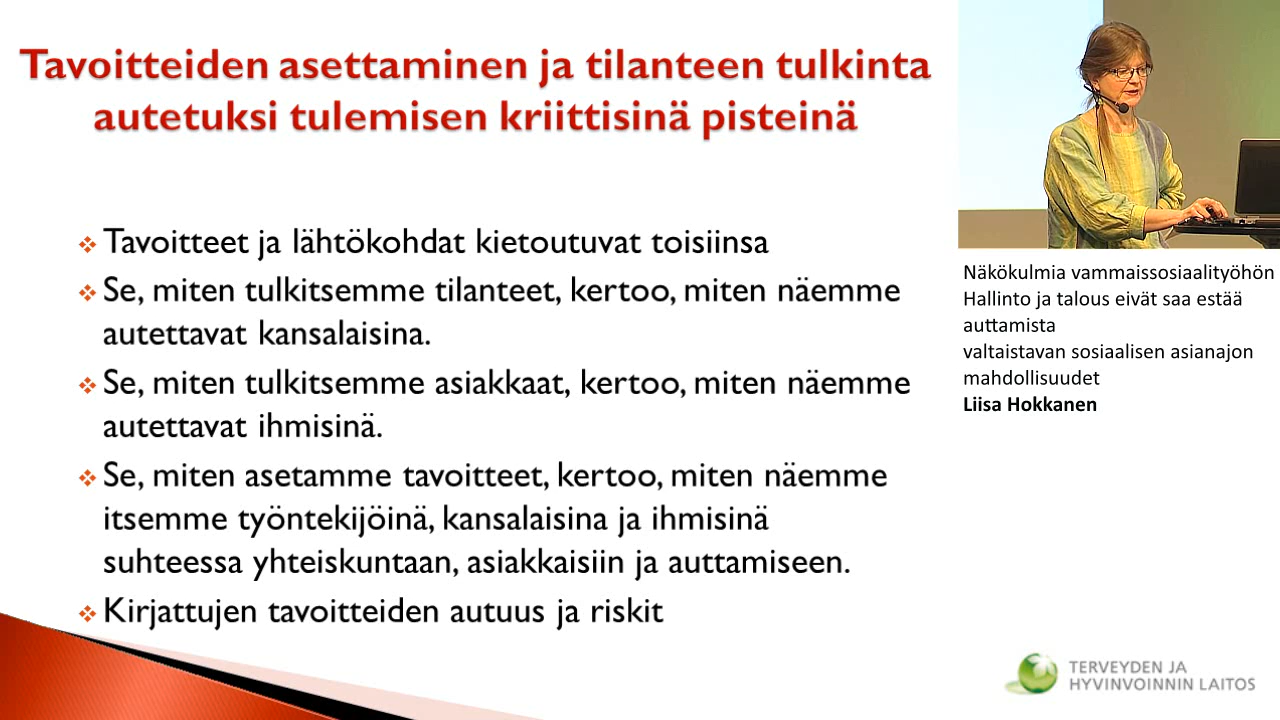 Tavoitteiden asettaminen ja tilanteen tulkinta
autetuksi tulemisen kriittisinä pisteinä
Tavoitteet ja lähtökohdat kietoutuvat toisiinsa
Se, miten tulkitsemme tilanteet, kertoo, miten näemme
autettavat kansalaisina.
Se, miten tulkitsemme asiakkaat, kertoo, miten näemme
autettavat ihmisinä.
Se, miten asetamme tavoitteet, kertoo, miten näemme
itsemme työntekijöinä, kansalaisina ja ihmisinä
suhteessa yhteiskuntaan, asiakkaisiin ja auttamiseen.
Kirjattujen tavoitteiden autuus ja riskit
Näkökulmia vammaissosiaalityöhön
Hallinto ja talous eivät saa estää
auttamista
valtaistavan sosiaalisen asianajon
mahdollisuudet
Liisa Hokkanen
TERVEYDEN JA
HYVINVOINNIN LAITOS